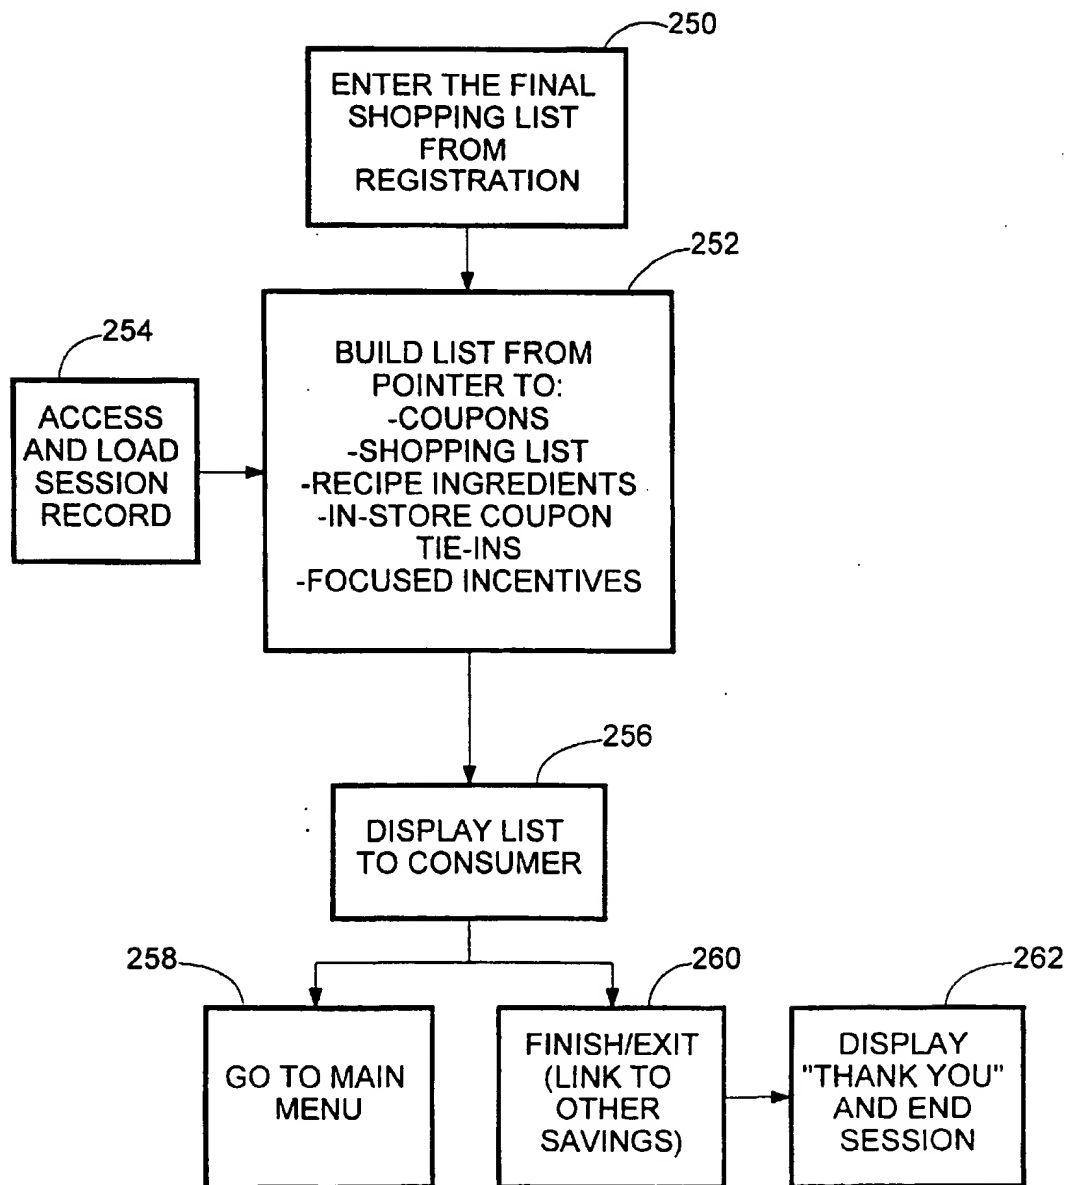 250
ENTER THE FINAL
SHOPPING LIST
FROM
REGISTRATION
252
BUILD LIST FROM
POINTER TO:
-COUPONS
-SHOPPING LIST
-RECIPE INGREDIENTS
-IN-STORE COUPON
TIE-INS
-FOCUSED INCENTIVES
254
ACCESS
AND LOAD
SESSION
RECORD
256
DISPLAY LIST
TO CONSUMER
258
GO TO MAIN
MENU
260
FINISH/EXIT
(LINK TO
OTHER
SAVINGS)
262
DISPLAY
"THANK YOU"
AND END
SESSION